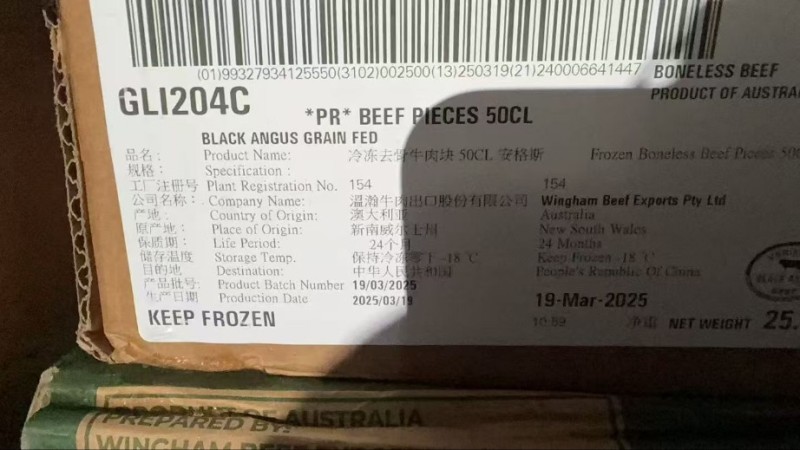 (01)99327934125550(3102)002500(13)250319(21)240006641447
BONELESS BEEF
PRODUCT OF AUSTRA
GLI204C
*PR* BEEF PIECES 50CL
BLACK ANGUS GRAIN FED
品名: Product Name: 冷冻去骨牛肉块 50CL 安格斯 Frozen Boneless Beef Pieces 50C
规格: Specification :
工厂注册号 Plant Registration No. 154 154
公司名称: Company Name: 溫瀚牛肉出口股份有限公司 Wingham Beef Exports Pty Ltd
产地: Country of Origin: 澳大利亚 Australia
原产地: Place of Origin: 新南威尔士州 New South Wales
保质期: Life Period: 24个月 24 Months
储存温度 Storage Temp. 保持冷冻零下 -18 ℃ Keep Frozen -18 ℃
目的地 Destination: 中华人民共和国 People's Republic Of China
产品批号: Product Batch Number 19/03/2025
生产日期 Production Date 2025/03/19 19-Mar-2025
KEEP FROZEN
10:59 净重 NET WEIGHT 25.
PRODUCT OF AUSTRALIA
PREPARED BY:
WINGHAM BEEF